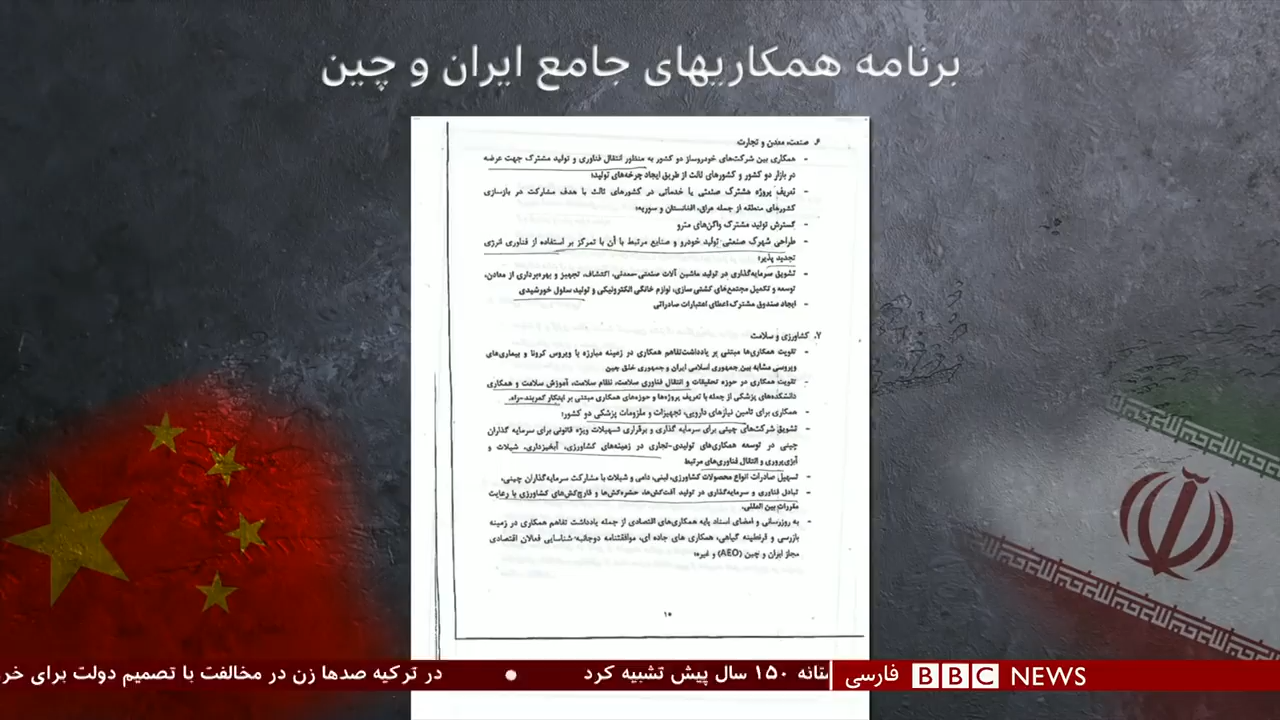 برنامه همکاریهای جامع ایران و چین
۶. صنعت، معدن و تجارت
- همکاری بین شرکت‌های خودروساز دو کشور به منظور انتقال فناوری و تولید مشترک جهت عرضه
در بازار دو کشور و کشورهای ثالث از طریق ایجاد چرخه‌های تولید؛
- تعریف پروژه مشترک صنعتی یا خدماتی در کشورهای ثالث با هدف مشارکت در بازسازی
کشورهای منطقه از جمله عراق، افغانستان و سوریه؛
- گسترش تولید مشترک واگن‌های مترو
- طراحی شهرک صنعتی تولید خودرو و صنایع مرتبط با آن با تمرکز بر استفاده از فناوری انرژی
تجدید پذیر؛
- تشویق سرمایه‌گذاری در تولید ماشین آلات صنعتی-معدنی، اکتشاف، تجهیز و بهره‌برداری از معادن،
توسعه و تکمیل مجتمع‌های کشتی سازی، لوازم خانگی الکترونیکی و تولید سلول خورشیدی
- ایجاد صندوق مشترک اعطای اعتبارات صادراتی
۷. کشاورزی و سلامت
- تقویت همکاری‌ها مبتنی بر یادداشت‌تفاهم همکاری در زمینه مبارزه با ویروس کرونا و بیماری‌های
ویروسی مشابه بین جمهوری اسلامی ایران و جمهوری خلق چین
- تقویت همکاری در حوزه تحقیقات و انتقال فناوری سلامت، نظام سلامت، آموزش سلامت و همکاری
دانشکده‌های پزشکی از جمله با تعریف پروژه‌ها و حوزه‌های همکاری مبتنی بر ابتکار کمربند-راه.
- همکاری برای تامین نیازهای دارویی، تجهیزات و ملزومات پزشکی دو کشور؛
- تشویق شرکت‌های چینی برای سرمایه گذاری و برقراری تسهیلات ویژه قانونی برای سرمایه گذاران
چینی در توسعه همکاری‌های تولیدی-تجاری در زمینه‌های کشاورزی، آبخیزداری، شیلات و
آبزی‌پروری و انتقال فناوری‌های مرتبط
- تسهیل صادرات انواع محصولات کشاورزی، لبنی، دامی و شیلات با مشارکت سرمایه‌گذاران چینی،
- تبادل فناوری و سرمایه‌گذاری در تولید آفت‌کش‌ها، حشره‌کش‌ها و قارچ‌کش‌های کشاورزی با رعایت
مقررات بین المللی.
- به روزرسانی و امضای اسناد پایه همکاری‌های اقتصادی از جمله یادداشت تفاهم همکاری در زمینه
بازرسی و قرنطینه گیاهی، همکاری های جاده ای، موافقتنامه دوجانبه شناسایی فعالان اقتصادی
مجاز ایران و چین (AEO) و غیره؛
۱۵
BBC NEWS فارسی
ستانه ۱۵۰ سال پیش تشبیه کرد ● در ترکیه صدها زن در مخالفت با تصمیم دولت برای خرو